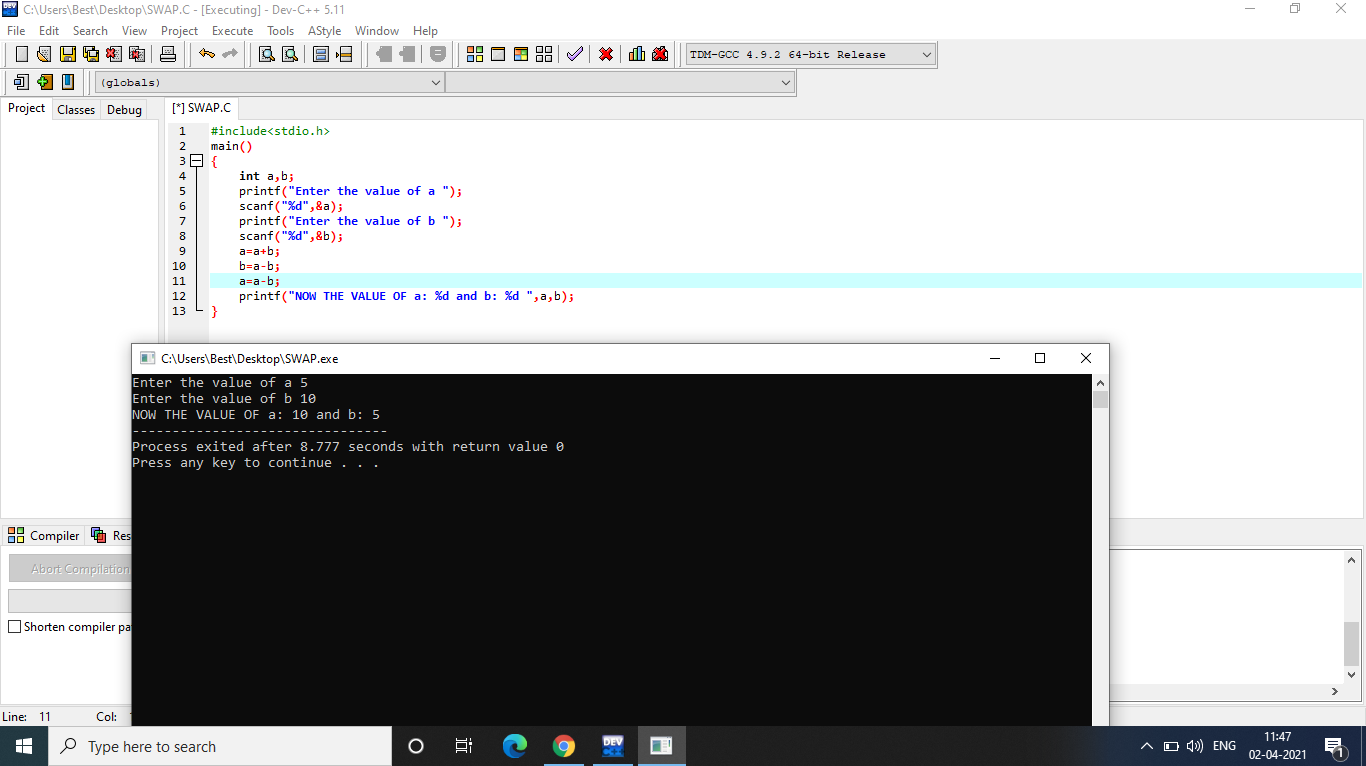 C:\Users\Best\Desktop\SWAP.C - [Executing] - Dev-C++ 5.11
File Edit Search View Project Execute Tools AStyle Window Help
TDM-GCC 4.9.2 64-bit Release
(globals)
Project Classes Debug
[*] SWAP.C
1 #include<stdio.h>
2 main()
3 {
4 int a,b;
5 printf("Enter the value of a ");
6 scanf("%d",&a);
7 printf("Enter the value of b ");
8 scanf("%d",&b);
9 a=a+b;
10 b=a-b;
11 a=a-b;
12 printf("NOW THE VALUE OF a: %d and b: %d ",a,b);
13 }
C:\Users\Best\Desktop\SWAP.exe
Enter the value of a 5
Enter the value of b 10
NOW THE VALUE OF a: 10 and b: 5
--------------------------------
Process exited after 8.777 seconds with return value 0
Press any key to continue . . .
Compiler Res
Abort Compilation
Shorten compiler pa
Line: 11 Col:
Type here to search
DEV
ENG
11:47
02-04-2021
1